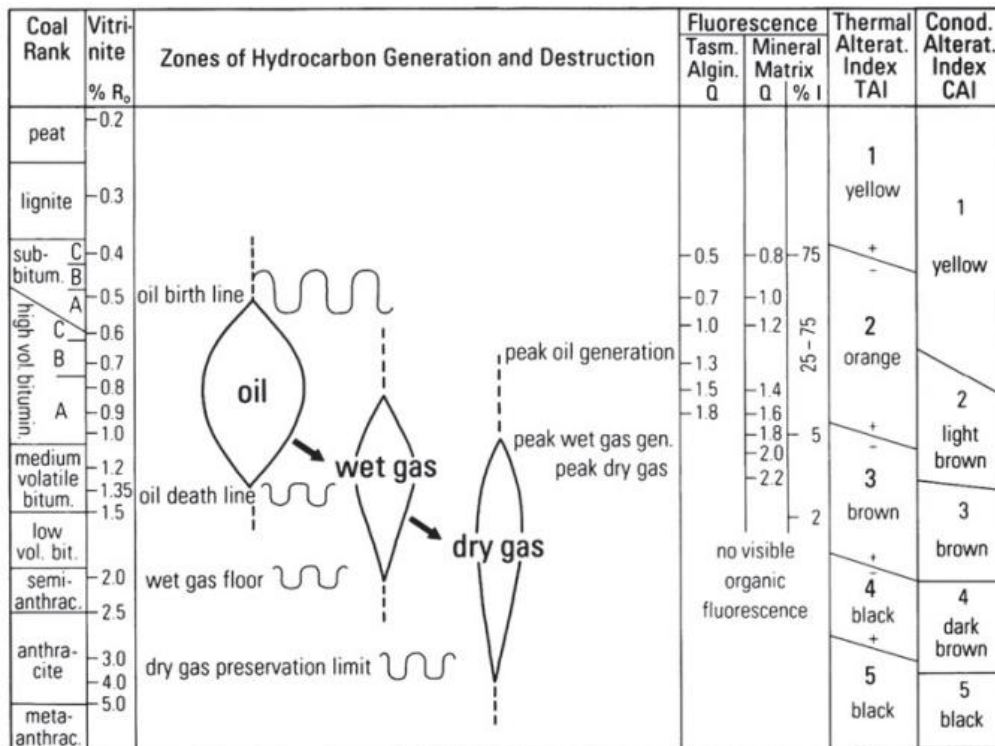 Coal
Rank
Vitri-
nite
% Ro
Zones of Hydrocarbon Generation and Destruction
Fluorescence
Tasm.
Algin.
Q
Mineral
Matrix
Q
% I
Thermal
Alterat.
Index
TAI
Conod.
Alterat.
Index
CAI
peat
lignite
sub-
bitum.
C
B
A
high vol. bitumin.
C
B
A
medium
volatile
bitum.
low
vol. bit.
semi-
anthrac.
anthra-
cite
meta-
anthrac.
0.2
0.3
0.4
0.5
0.6
0.7
0.8
0.9
1.0
1.2
1.35
1.5
2.0
2.5
3.0
4.0
5.0
oil birth line
oil
wet gas
oil death line
dry gas
wet gas floor
dry gas preservation limit
peak oil generation
peak wet gas gen.
peak dry gas
0.5
0.7
1.0
1.3
1.5
1.8
0.8
1.0
1.2
1.4
1.6
1.8
2.0
2.2
75
25 – 75
5
2
no visible
organic
fluorescence
1
yellow
+
−
2
orange
+
−
3
brown
+
−
4
black
+
5
black
1
yellow
2
light
brown
3
brown
4
dark
brown
5
black